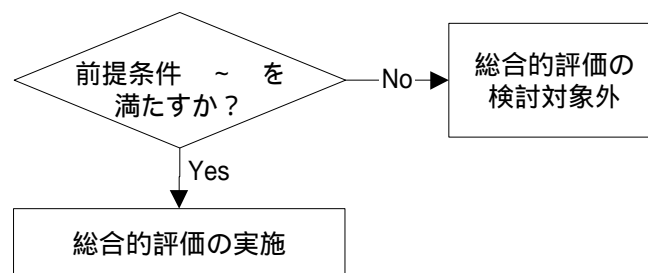 前提条件　~　を
満たすか？
No
総合的評価の
検討対象外
Yes
総合的評価の実施